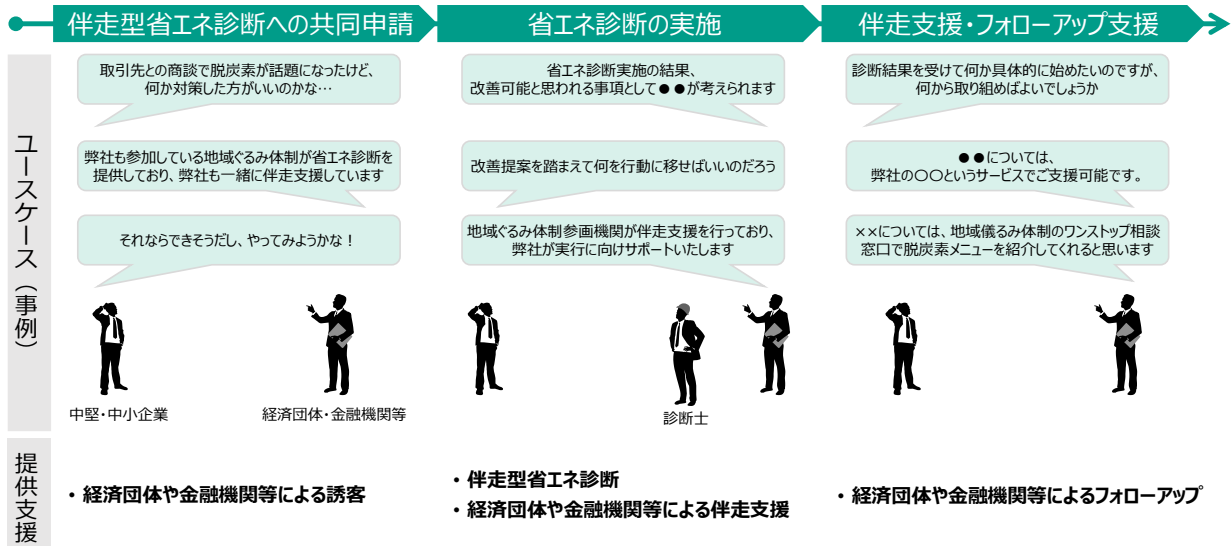 伴走型省エネ診断への共同申請
省エネ診断の実施
伴走支援・フォローアップ支援
ユースケース（事例）
取引先との商談で脱炭素が話題になったけど、
何か対策した方がいいのかな…
弊社も参加している地域ぐるみ体制が省エネ診断を
提供しており、弊社も一緒に伴走支援しています
それならできそうだし、やってみようかな！
中堅・中小企業
経済団体・金融機関等
省エネ診断実施の結果、
改善可能と思われる事項として●●が考えられます
改善提案を踏まえて何を行動に移せばいいのだろう
地域ぐるみ体制参画機関が伴走支援を行っており、
弊社が実行に向けサポートいたします
診断士
診断結果を受けて何か具体的に始めたいのですが、
何から取り組めばよいでしょうか
●●については、
弊社の〇〇というサービスでご支援可能です。
××については、地域儀るみ体制のワンストップ相談
窓口で脱炭素メニューを紹介してくれると思います
提供支援
・経済団体や金融機関等による誘客
・伴走型省エネ診断
・経済団体や金融機関等による伴走支援
・経済団体や金融機関等によるフォローアップ